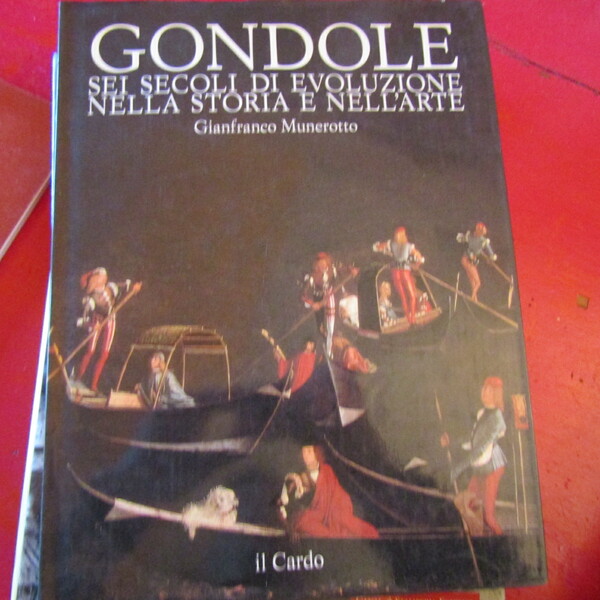 GONDOLE
SEI SECOLI DI EVOLUZIONE
NELLA STORIA E NELL'ARTE
Gianfranco Munerotto
il Cardo